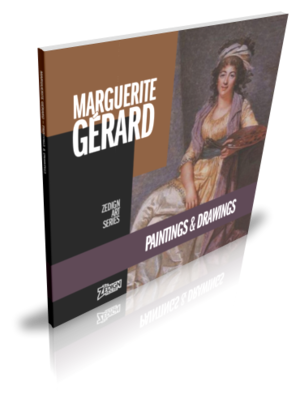 MARGUERITE
GÉRARD
ZEDIGN
ART
SERIES
PAINTINGS & DRAWINGS
ZEDIGN